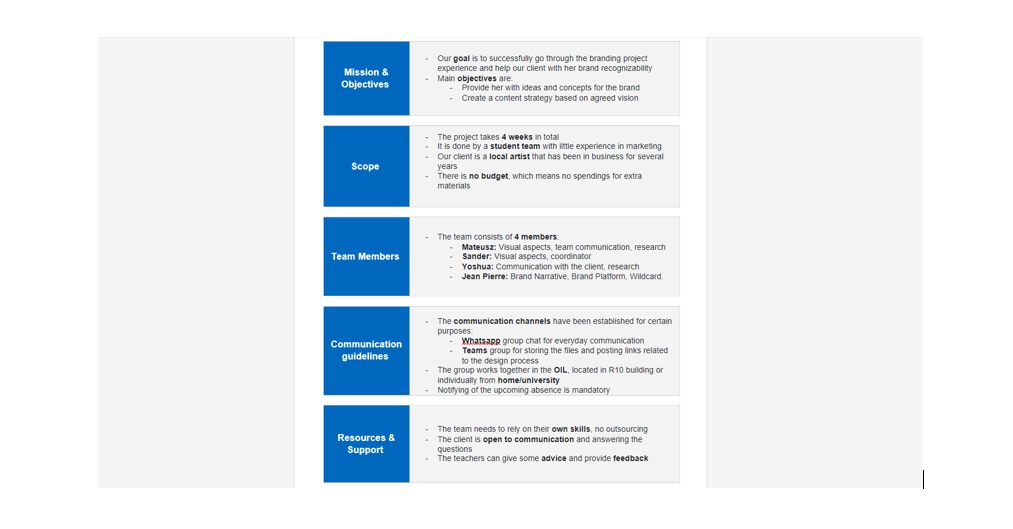 Mission &
Objectives
- Our goal is to successfully go through the branding project
experience and help our client with her brand recognizability
- Main objectives are:
- Provide her with ideas and concepts for the brand
- Create a content strategy based on agreed vision
Scope
- The project takes 4 weeks in total
- It is done by a student team with little experience in marketing
- Our client is a local artist that has been in business for several
years
- There is no budget, which means no spendings for extra
materials
Team Members
- The team consists of 4 members:
- Mateusz: Visual aspects, team communication, research
- Sander: Visual aspects, coordinator
- Yoshua: Communication with the client, research
- Jean Pierre: Brand Narrative, Brand Platform, Wildcard.
Communication
guidelines
- The communication channels have been established for certain
purposes:
- Whatsapp group chat for everyday communication
- Teams group for storing the files and posting links related
to the design process
- The group works together in the OIL, located in R10 building or
individually from home/university
- Notifying of the upcoming absence is mandatory
Resources &
Support
- The team needs to rely on their own skills, no outsourcing
- The client is open to communication and answering the
questions
- The teachers can give some advice and provide feedback